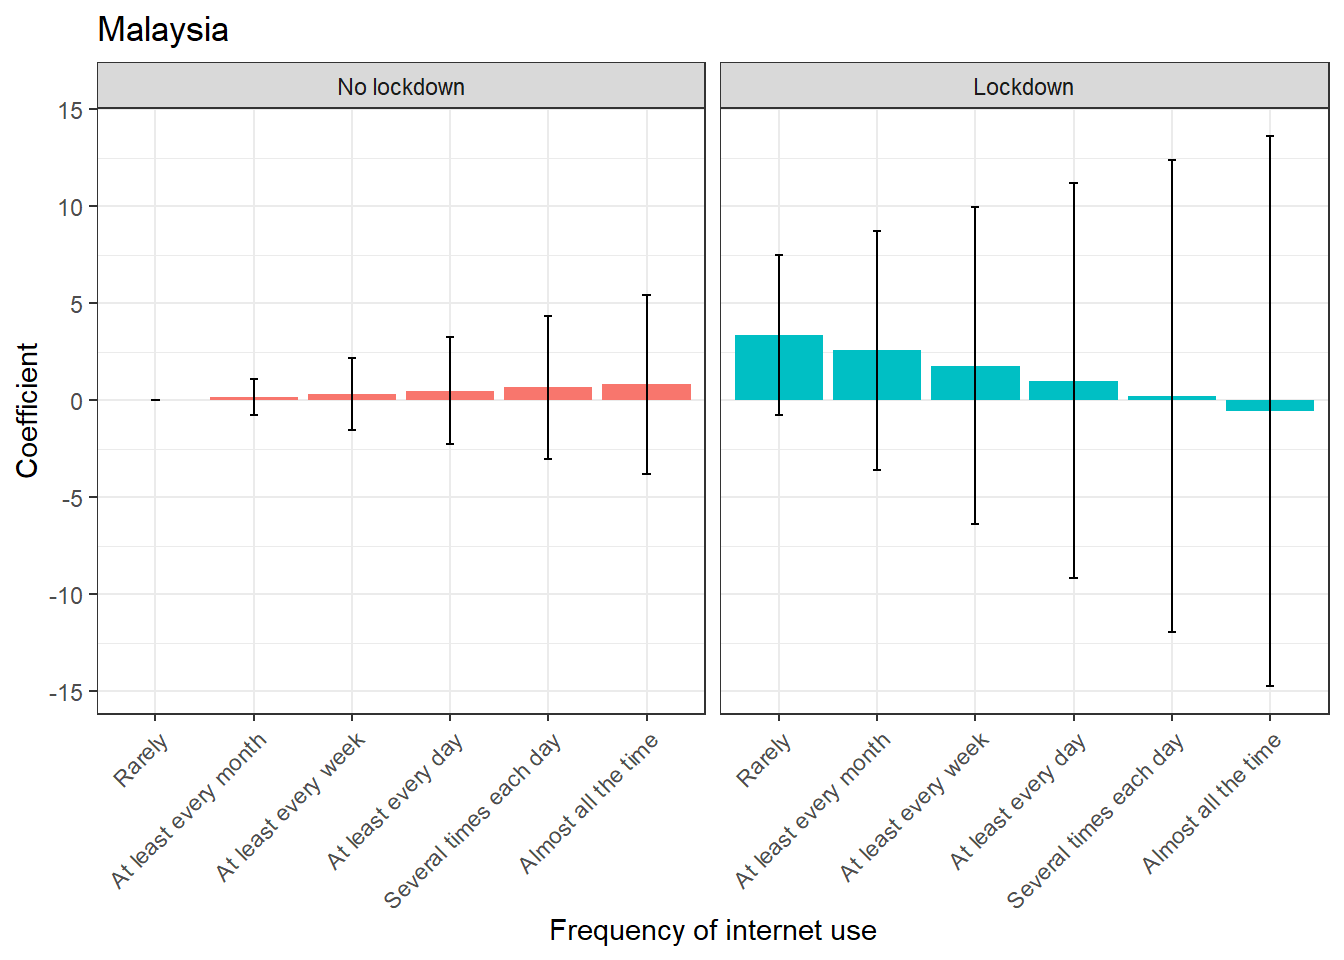 Malaysia
No lockdown
Lockdown
15
10
5
0
-5
-10
-15
Coefficient
Rarely
At least every month
At least every week
At least every day
Several times each day
Almost all the time
Rarely
At least every month
At least every week
At least every day
Several times each day
Almost all the time
Frequency of internet use